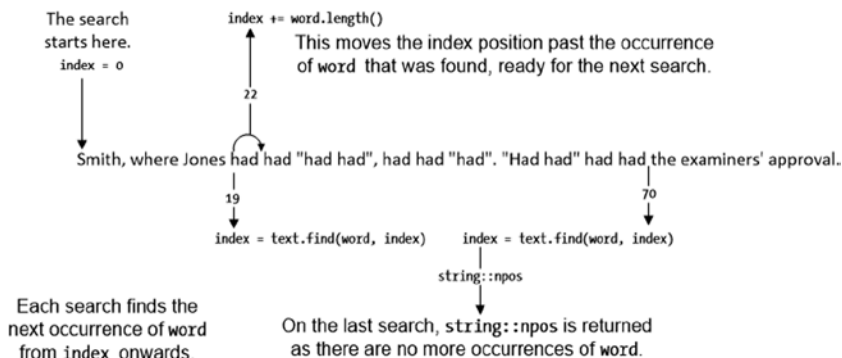 The search
starts here.
index = 0
index += word.length()
This moves the index position past the occurrence
of word that was found, ready for the next search.
22
Smith, where Jones had had "had had", had had "had". "Had had" had had the examiners' approval..
19
70
index = text.find(word, index)
index = text.find(word, index)
string::npos
Each search finds the
next occurrence of word
from index onwards.
On the last search, string::npos is returned
as there are no more occurrences of word.